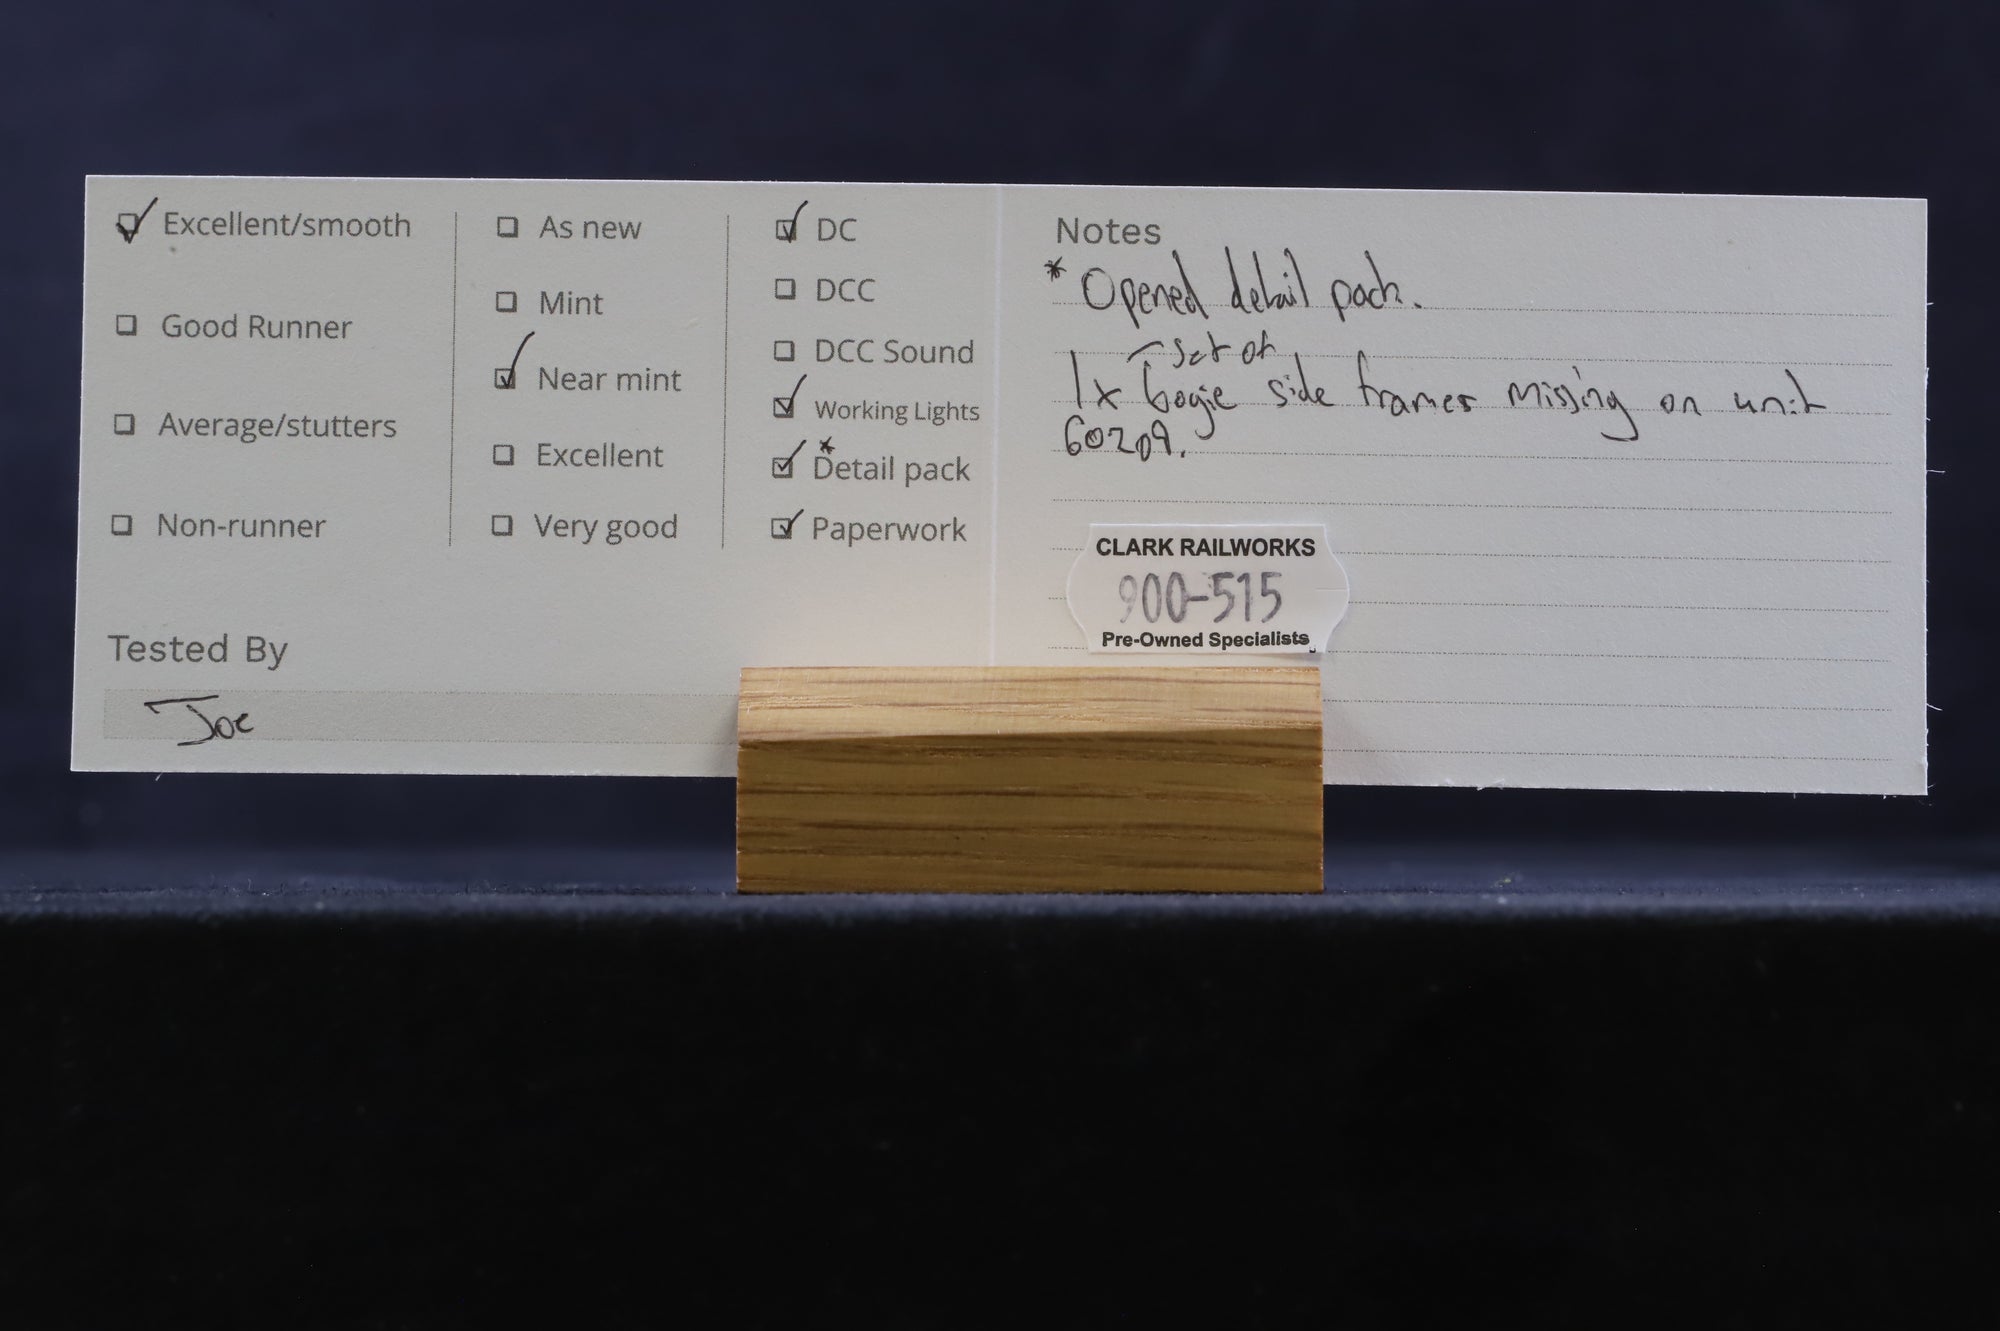 Excellent/smooth
Good Runner
Average/stutters
Non-runner
As new
Mint
Near mint
Excellent
Very good
DC
DCC
DCC Sound
Working Lights
*
Detail pack
Paperwork
Tested By
Joe
Notes
* Opened detail pack.
set of
1x bogie side frames missing on unit
60209.
CLARK RAILWORKS
900-515
Pre-Owned Specialists